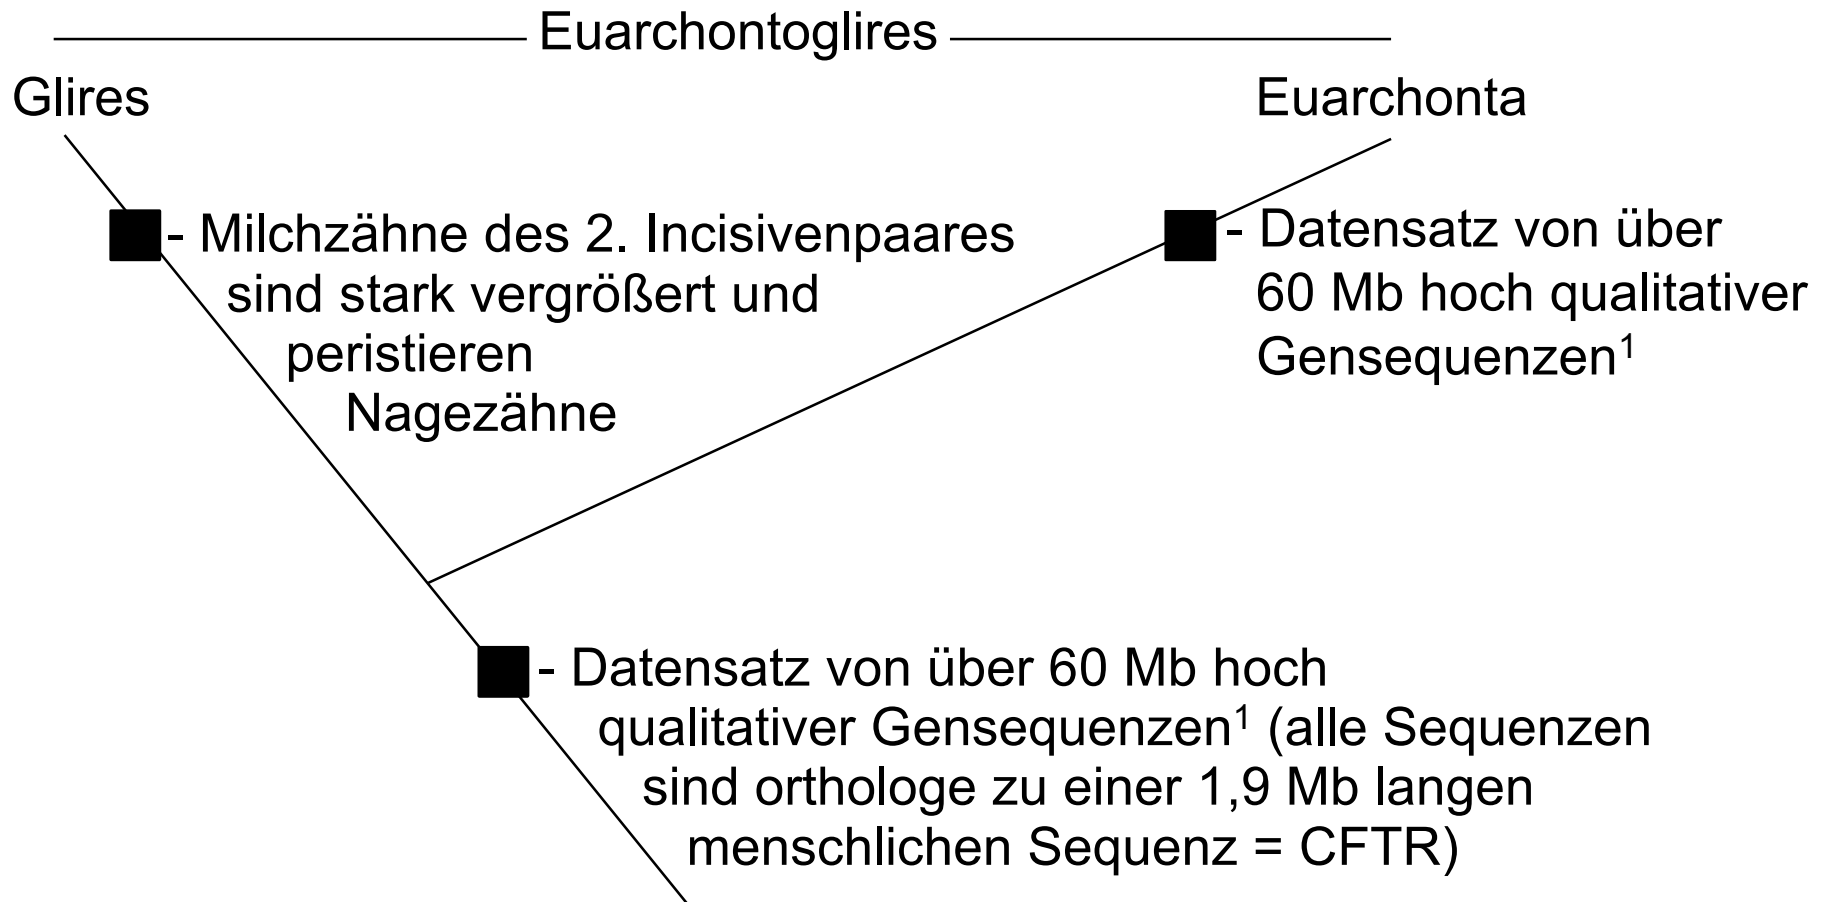 Euarchontoglires
Glires
Euarchonta
- Milchzähne des 2. Incisivenpaares
sind stark vergrößert und
peristieren
Nagezähne
- Datensatz von über
60 Mb hoch qualitativer
Gensequenzen¹
- Datensatz von über 60 Mb hoch
qualitativer Gensequenzen¹ (alle Sequenzen
sind orthologe zu einer 1,9 Mb langen
menschlichen Sequenz = CFTR)